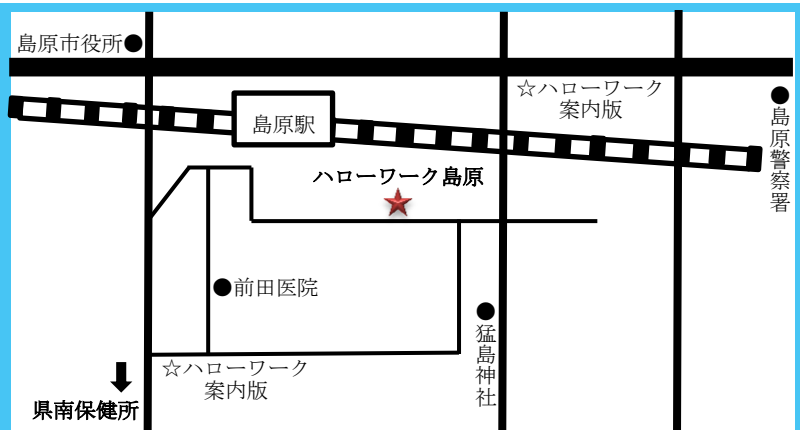 島原市役所
☆ハローワーク
案内版
島原駅
島原警察署
ハローワーク島原
前田医院
猛島神社
☆ハローワーク
案内版
県南保健所